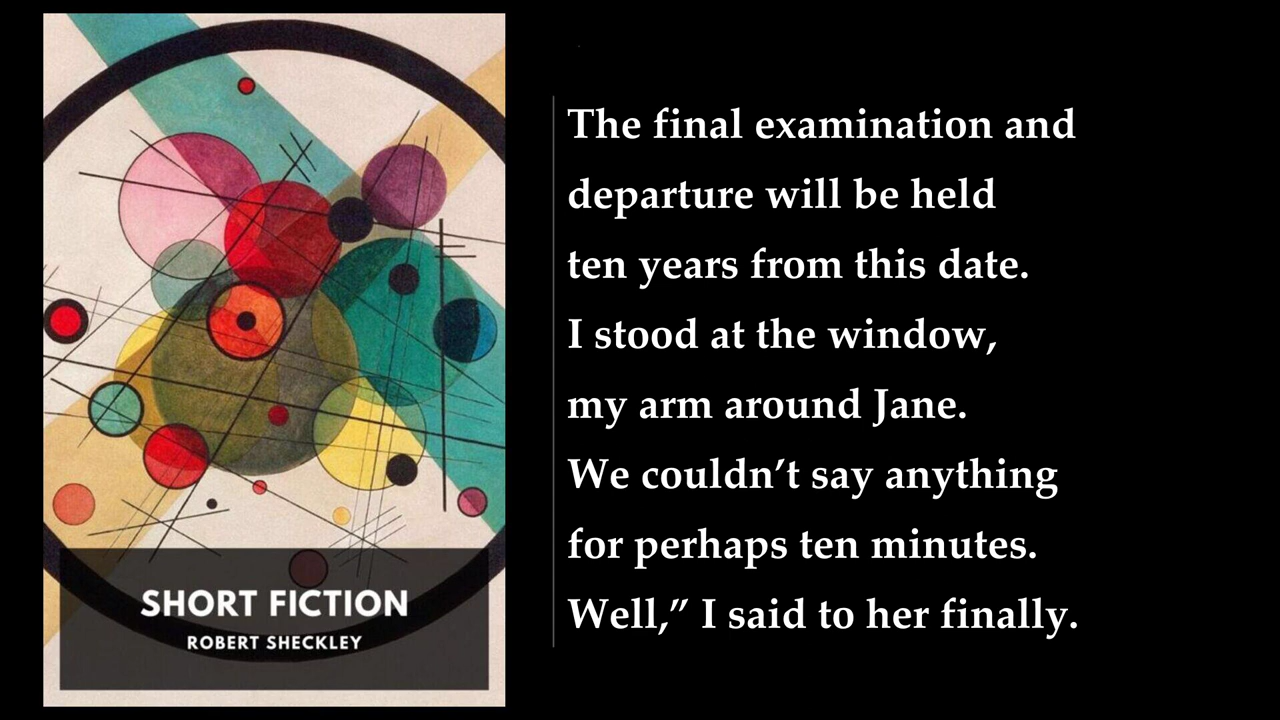 SHORT FICTION
ROBERT SHECKLEY
The final examination and
departure will be held
ten years from this date.
I stood at the window,
my arm around Jane.
We couldn’t say anything
for perhaps ten minutes.
Well,” I said to her finally.